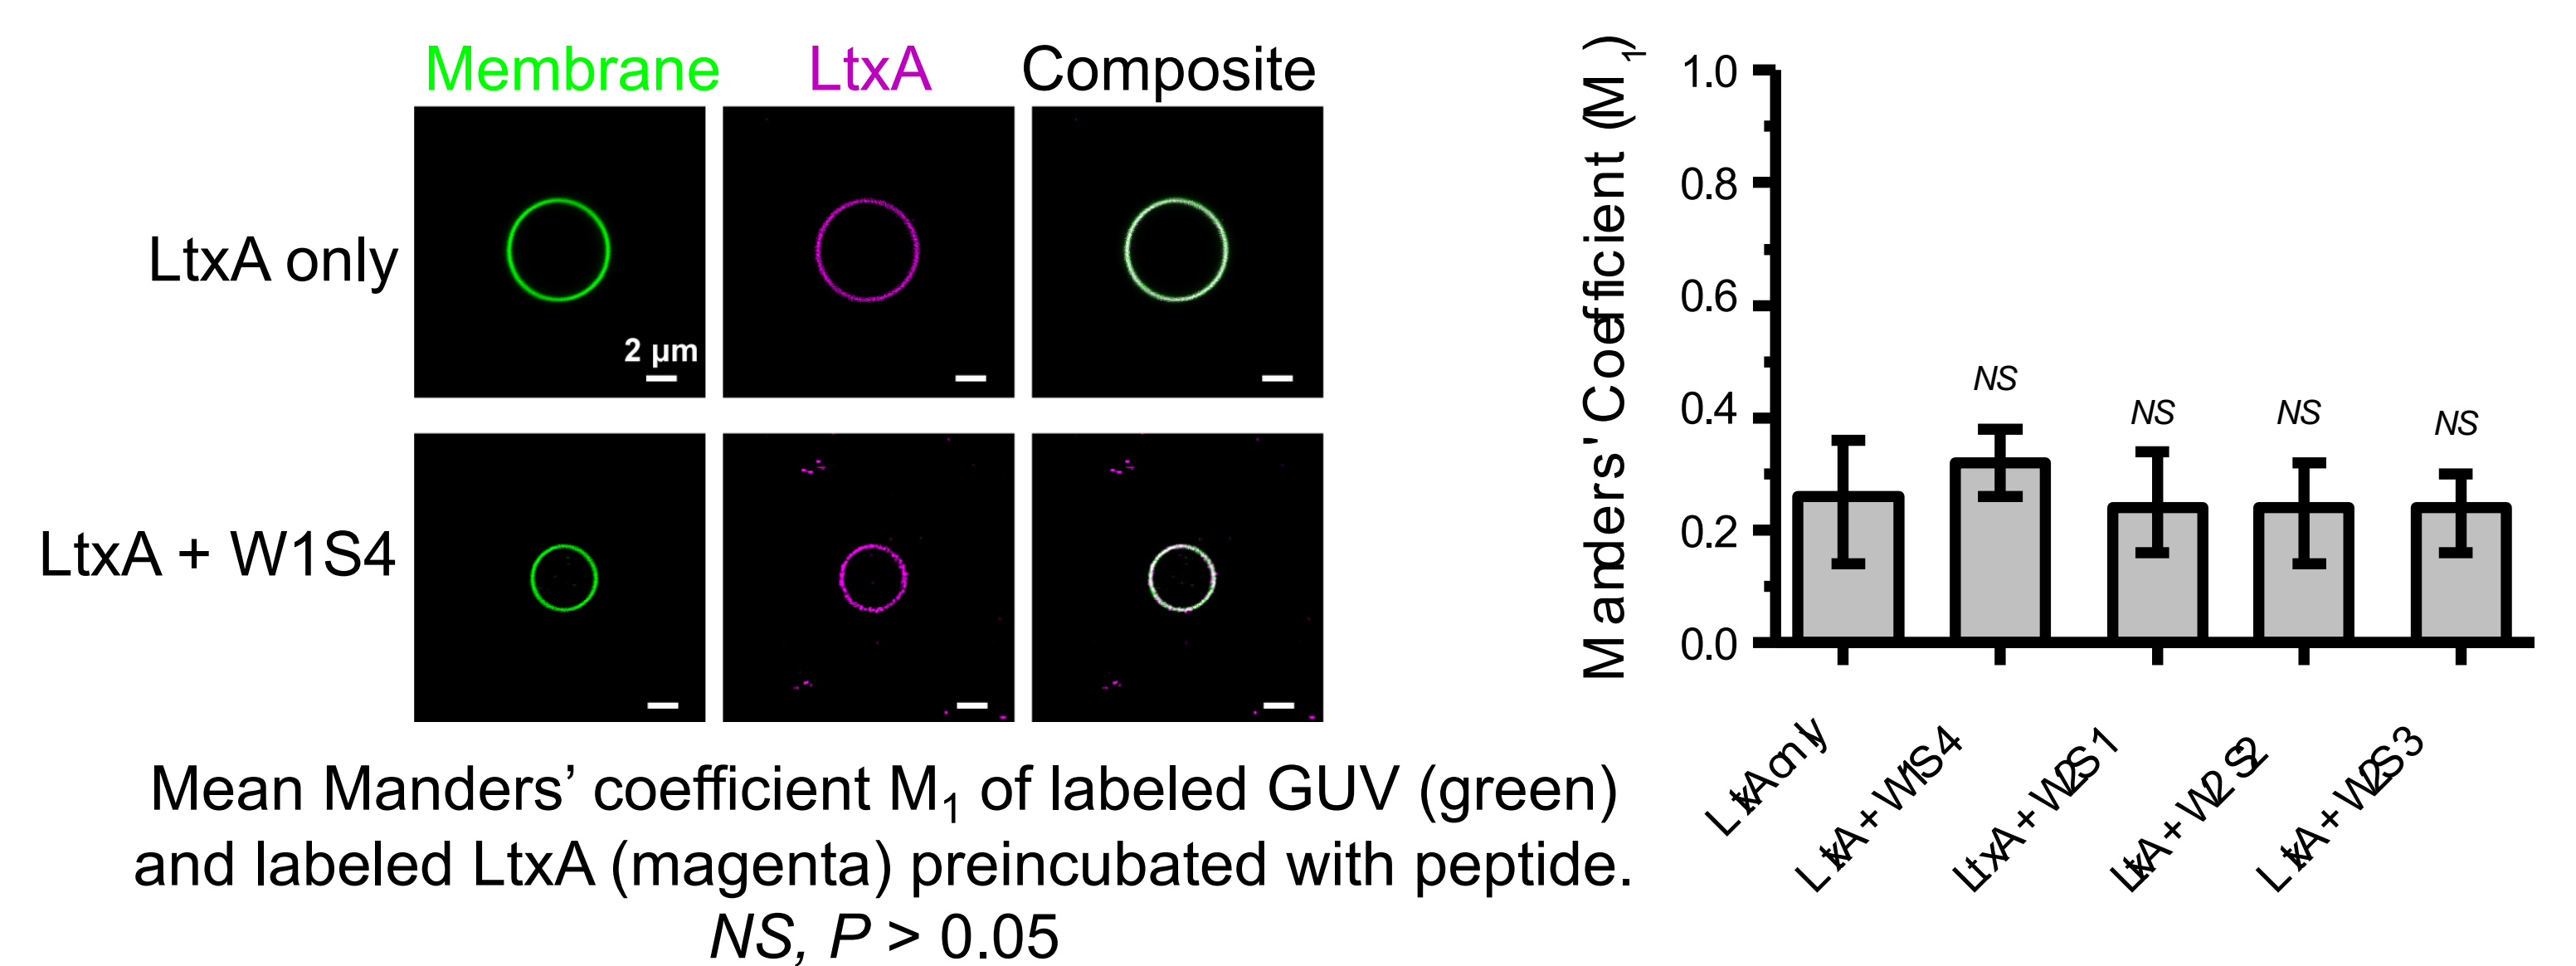 Membrane LtxA Composite
LtxA only
2 µm
LtxA + W1S4
Mean Manders’ coefficient M₁ of labeled GUV (green)
and labeled LtxA (magenta) preincubated with peptide.
NS, P > 0.05
Manders' Coefficient (M₁)
1.0
0.8
0.6
0.4
0.2
0.0
NS
NS
NS
NS
LtxA only
LtxA + W1S4
LtxA + W2S1
LtxA + W2S2
LtxA + W2S3